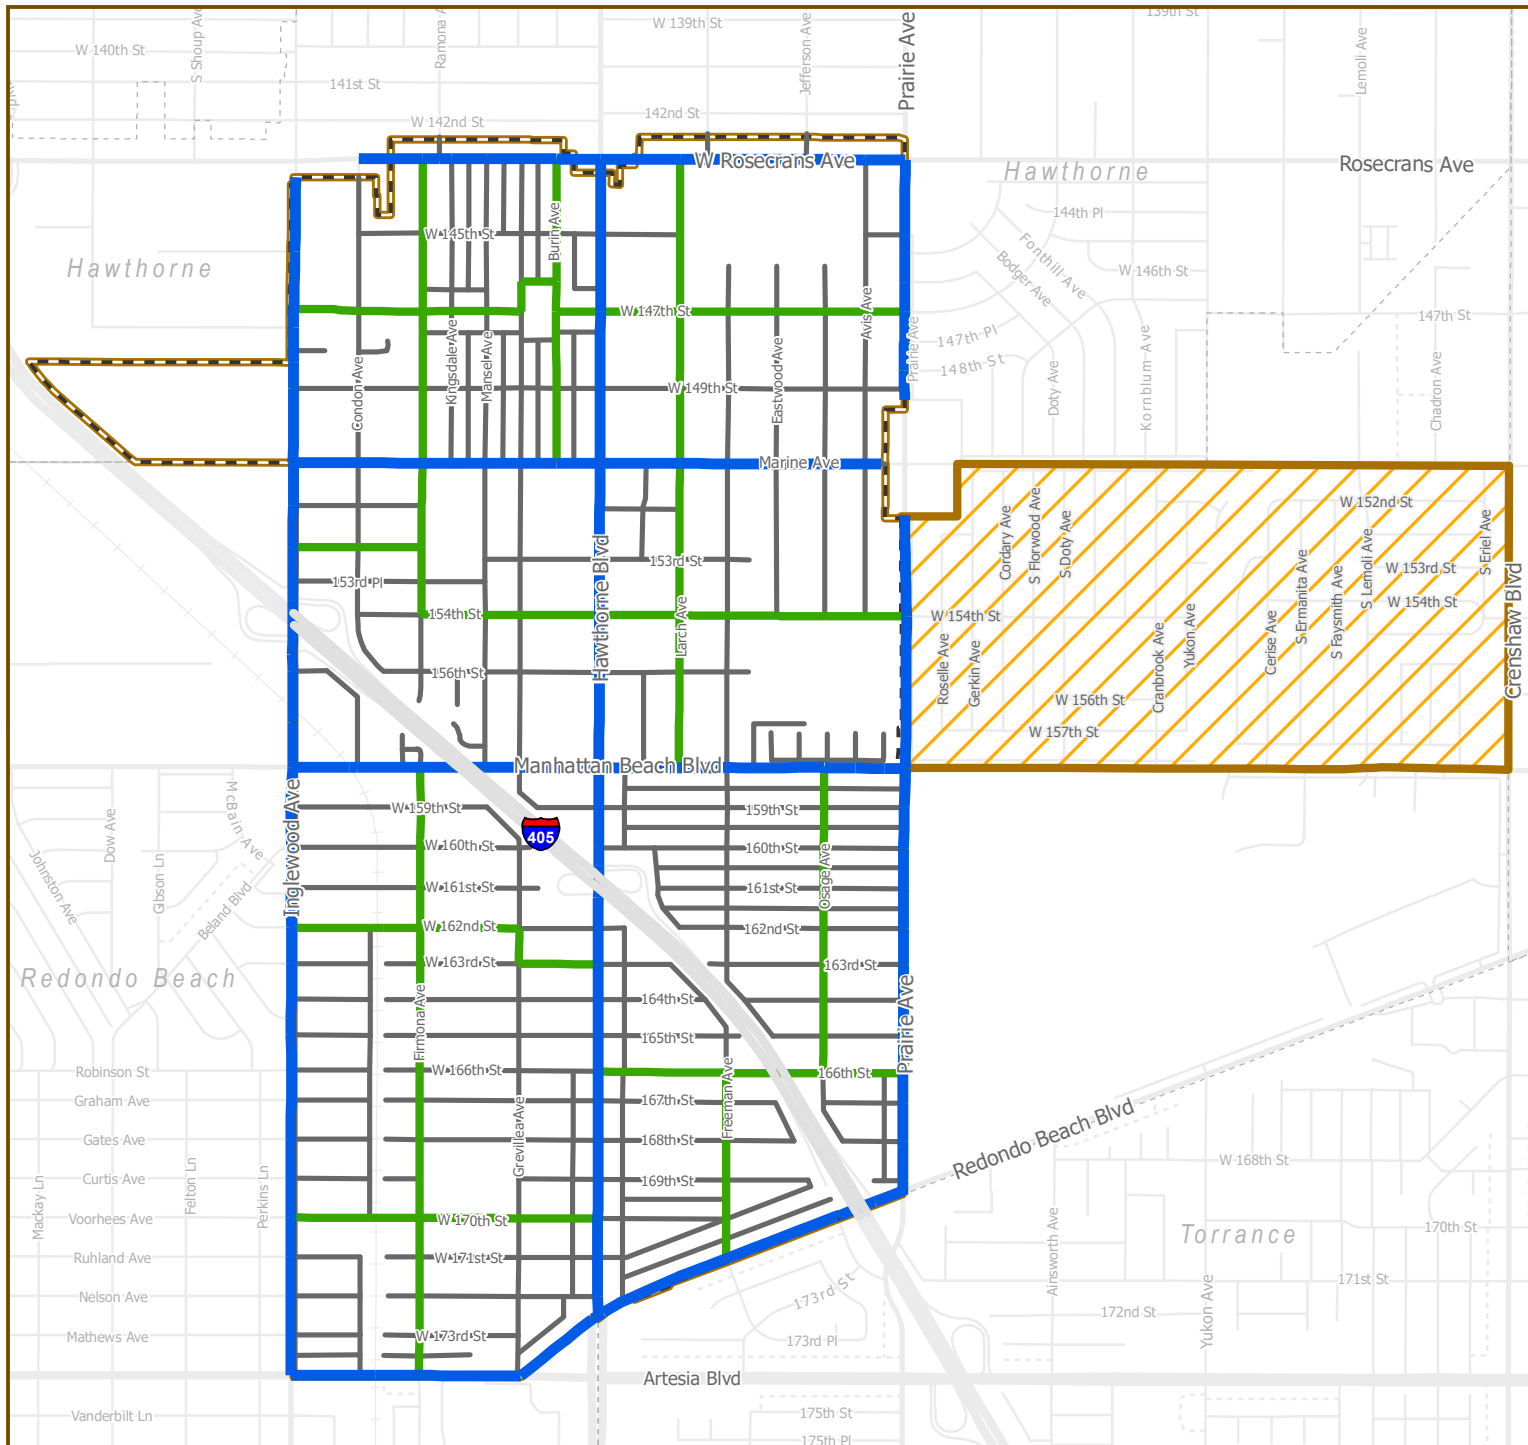 W 139th St
139th St
W 140th St
S Shoup Ave
Ramona A
Jefferson Ave
Prairie Ave
Lemoli Ave
141st St
142nd St
W 142nd St
W Rosecrans Ave
Rosecrans Ave
Hawthorne
144th Pl
Fonthill Ave
Bodger Ave
W 146th St
Hawthorne
W 145th St
Burin Ave
W 147th St
Avis Ave
Prairie Ave
147th Pl
148th St
147th St
Kingsdale Ave
Mansel Ave
Condon Ave
Eastwood Ave
W 149th St
Doty Ave
Kornblum Ave
Chadron Ave
Marine Ave
W 152nd St
Cordary Ave
S Florwood Ave
S Doty Ave
S Eriel Ave
Hawthorne Blvd
153rd St
153rd Pl
S Ermanita Ave
S Faysmith Ave
S Lemoli Ave
W 153rd St
W 154th St
154th St
Larch Ave
W 154th St
Roselle Ave
Gerkin Ave
Cranbrook Ave
Yukon Ave
Cerise Ave
Crenshaw Blvd
156th St
W 156th St
W 157th St
Manhattan Beach Blvd
Inglewood Ave
McBain Ave
Dow Ave
Gibson Ln
Johnston Ave
Beland Blvd
W 159th St
159th St
405
W 160th St
160th St
Osage Ave
W 161st St
161st St
W 162nd St
162nd St
W 163rd St
163rd St
Redondo Beach
164th St
Firmona Ave
165th St
Prairie Ave
Robinson St
W 166th St
166th St
Freeman Ave
Graham Ave
167th St
Grevillea Ave
Redondo Beach Blvd
Gates Ave
168th St
W 168th St
Curtis Ave
169th St
Mackay Ln
Felton Ln
Perkins Ln
Voorhees Ave
W 170th St
170th St
Ainsworth Ave
Torrance
Ruhland Ave
W 171st St
171st St
Nelson Ave
173rd St
172nd St
Yukon Ave
Mathews Ave
W 173rd St
173rd Pl
Artesia Blvd
Vanderbilt Ln
175th St
175th Pl